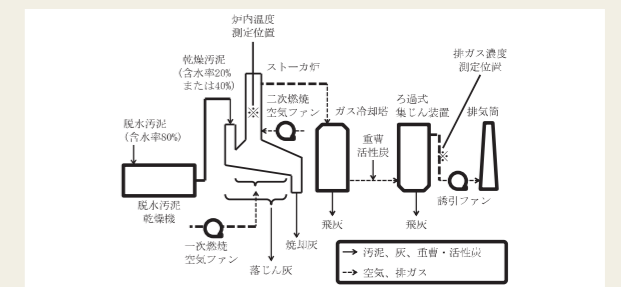 炉内温度
測定位置
乾燥汚泥
(含水率20%
または40%)
ストーカ炉
排ガス濃度
測定位置
二次燃焼
空気ファン
ガス冷却塔
ろ過式
集じん装置
排気筒
脱水汚泥
(含水率80%)
※
重曹
活性炭
※
脱水汚泥
乾燥機
誘引ファン
飛灰
飛灰
一次燃焼
空気ファン
焼却灰
落じん灰
汚泥、灰、重曹・活性炭
空気、排ガス